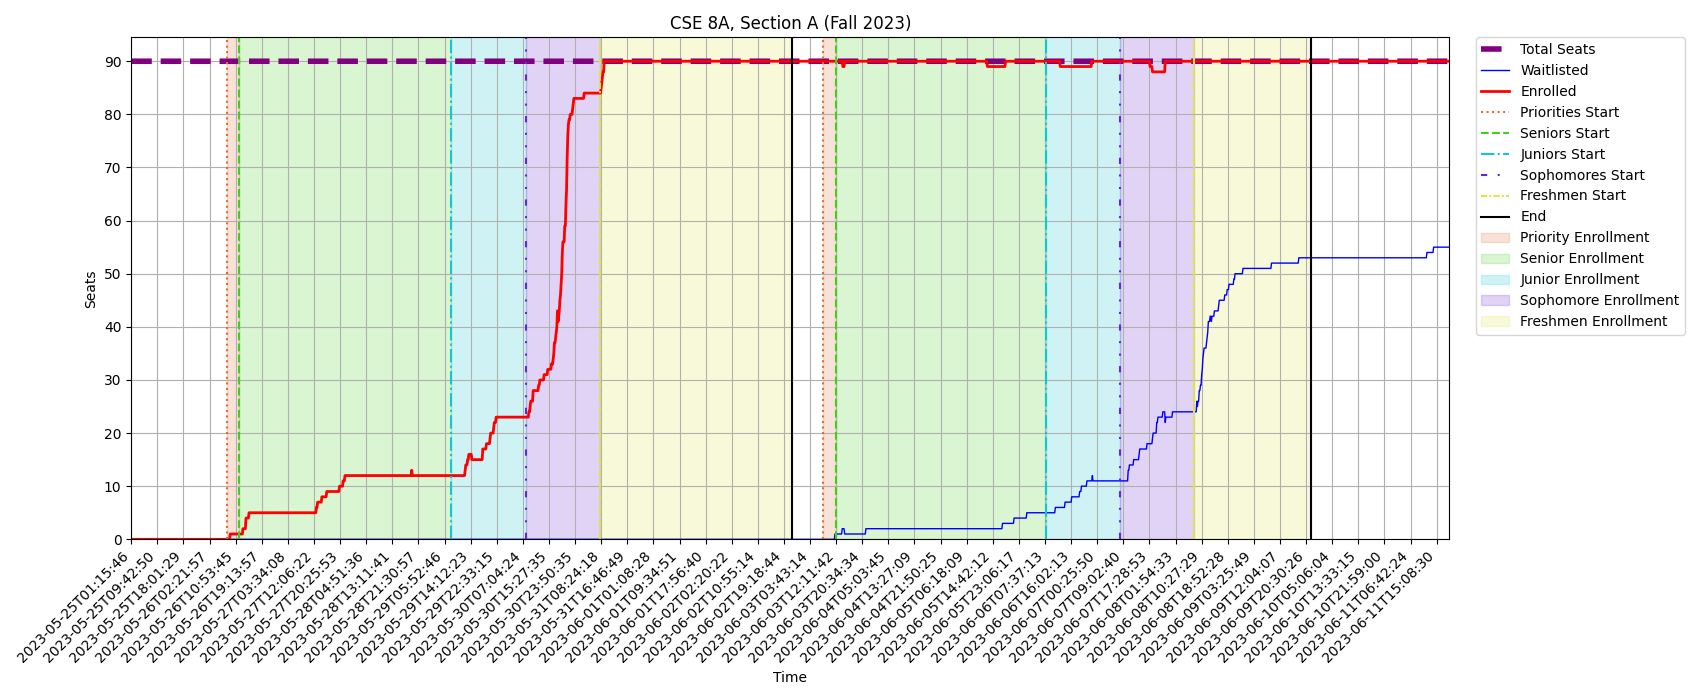 CSE 8A, Section A (Fall 2023)
Seats
90
80
70
60
50
40
30
20
10
0
2023-05-25T01:15:46
2023-05-25T09:42:50
2023-05-25T18:01:29
2023-05-26T02:21:57
2023-05-26T10:53:45
2023-05-26T19:13:57
2023-05-27T03:34:08
2023-05-27T12:06:22
2023-05-27T20:25:53
2023-05-28T04:51:36
2023-05-28T13:11:41
2023-05-28T21:30:57
2023-05-29T05:52:46
2023-05-29T14:12:23
2023-05-29T22:33:15
2023-05-30T07:04:24
2023-05-30T15:27:35
2023-05-30T23:50:35
2023-05-31T08:24:18
2023-05-31T16:46:49
2023-06-01T01:08:28
2023-06-01T09:34:51
2023-06-01T17:56:40
2023-06-02T02:20:22
2023-06-02T10:55:14
2023-06-02T19:18:44
2023-06-03T03:43:14
2023-06-03T12:11:42
2023-06-03T20:34:34
2023-06-04T05:03:45
2023-06-04T13:27:09
2023-06-04T21:50:25
2023-06-05T06:18:09
2023-06-05T14:42:12
2023-06-05T23:06:17
2023-06-06T07:37:13
2023-06-06T16:02:13
2023-06-07T00:25:50
2023-06-07T09:02:40
2023-06-07T17:28:53
2023-06-08T01:54:33
2023-06-08T10:27:29
2023-06-08T18:52:28
2023-06-09T03:25:49
2023-06-09T12:04:07
2023-06-09T20:30:26
2023-06-10T05:06:04
2023-06-10T13:33:15
2023-06-10T21:59:00
2023-06-11T06:42:24
2023-06-11T15:08:30
Time
Total Seats
Waitlisted
Enrolled
Priorities Start
Seniors Start
Juniors Start
Sophomores Start
Freshmen Start
End
Priority Enrollment
Senior Enrollment
Junior Enrollment
Sophomore Enrollment
Freshmen Enrollment